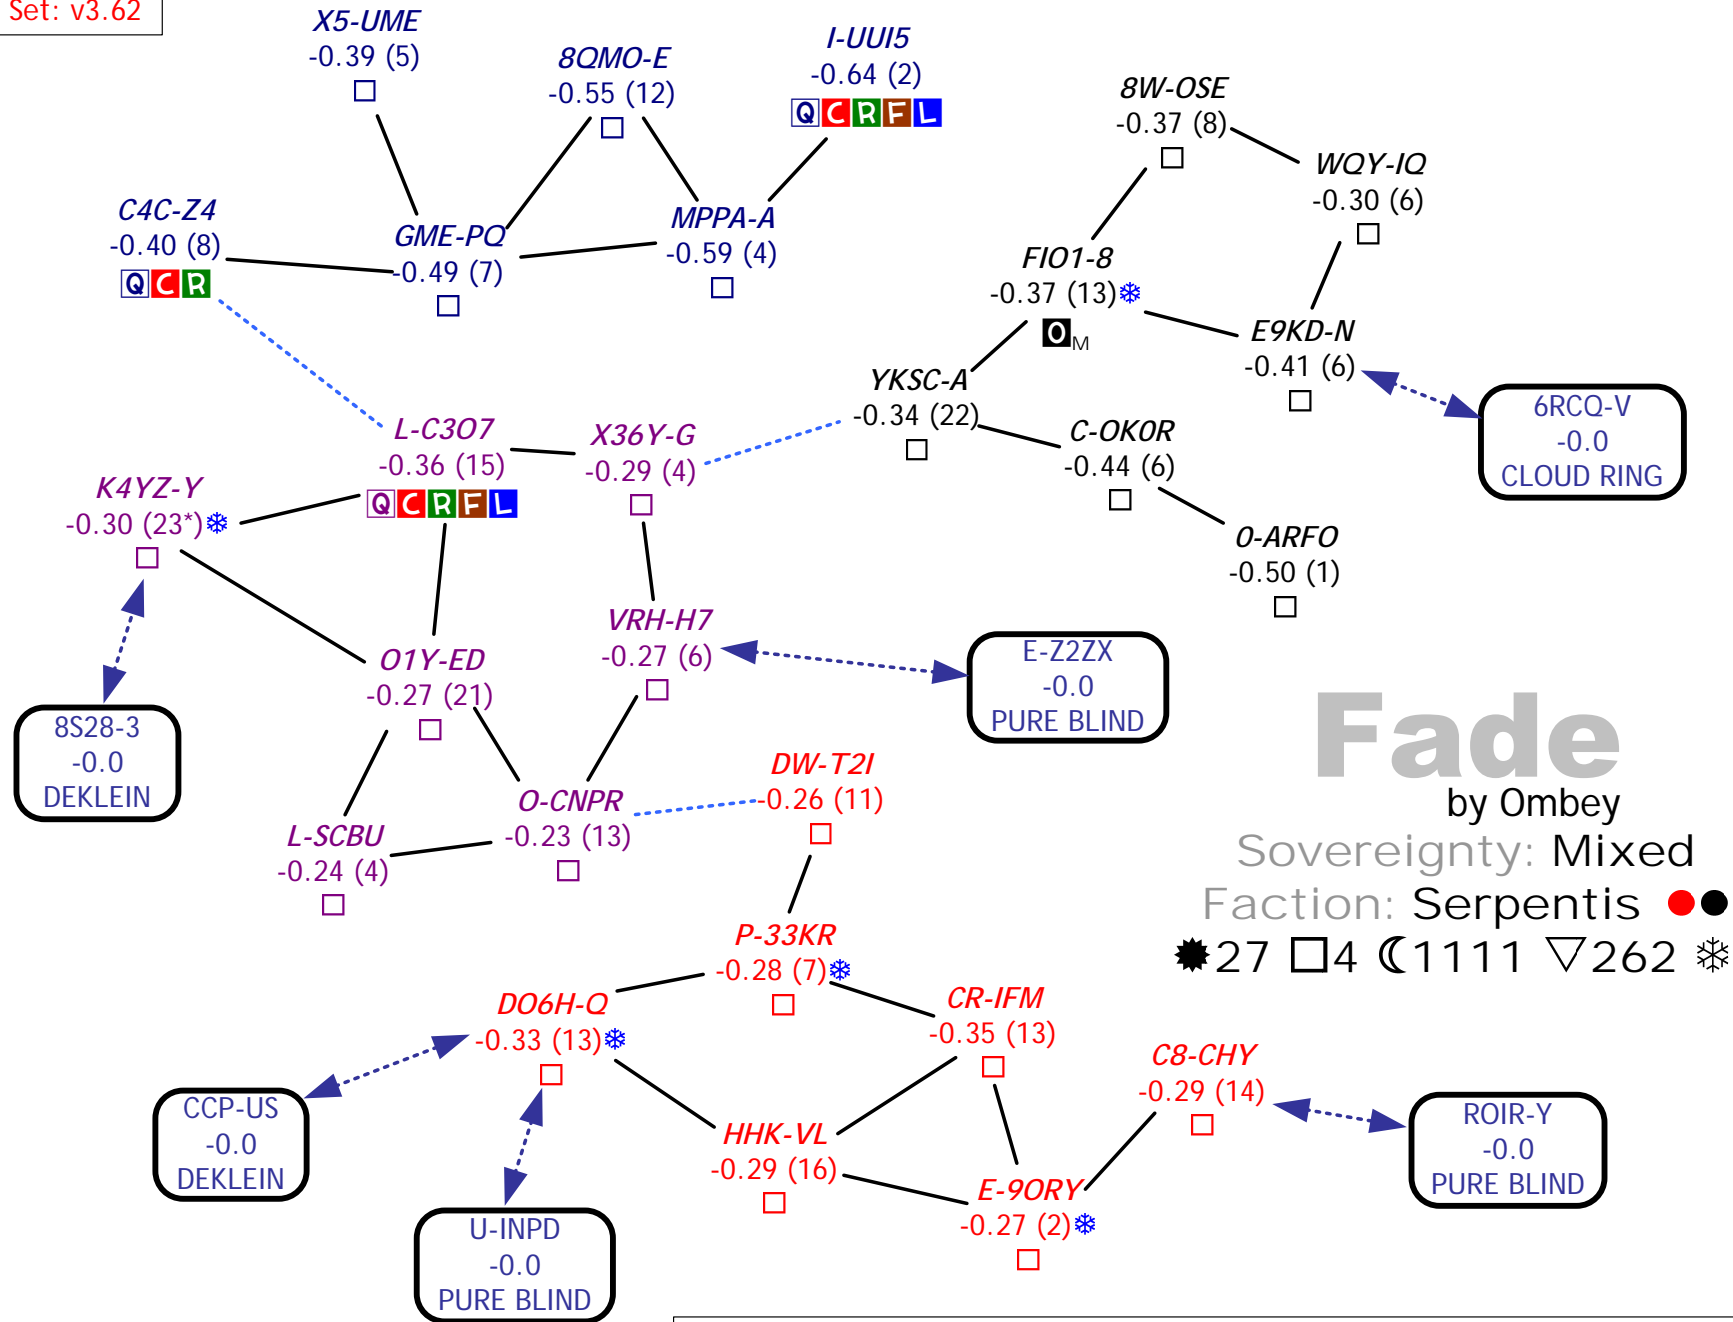 Set: v3.62
X5-UME
-0.39 (5)
8QMO-E
-0.55 (12)
I-UUI5
-0.64 (2)
Q C R F L
8W-OSE
-0.37 (8)
WQY-IQ
-0.30 (6)
C4C-Z4
-0.40 (8)
Q C R
GME-PQ
-0.49 (7)
MPPA-A
-0.59 (4)
FIO1-8
-0.37 (13)
O M
E9KD-N
-0.41 (6)
YKSC-A
-0.34 (22)
6RCQ-V
-0.0
CLOUD RING
L-C3O7
-0.36 (15)
Q C R F L
X36Y-G
-0.29 (4)
C-OK0R
-0.44 (6)
K4YZ-Y
-0.30 (23*)
0-ARFO
-0.50 (1)
VRH-H7
-0.27 (6)
E-Z2ZX
-0.0
PURE BLIND
O1Y-ED
-0.27 (21)
8S28-3
-0.0
DEKLEIN
Fade
by Ombey
Sovereignty: Mixed
Faction: Serpentis
27 4 1111 262
DW-T2I
-0.26 (11)
O-CNPR
-0.23 (13)
L-SCBU
-0.24 (4)
P-33KR
-0.28 (7)
DO6H-Q
-0.33 (13)
CR-IFM
-0.35 (13)
C8-CHY
-0.29 (14)
CCP-US
-0.0
DEKLEIN
ROIR-Y
-0.0
PURE BLIND
HHK-VL
-0.29 (16)
E-9ORY
-0.27 (2)
U-INPD
-0.0
PURE BLIND